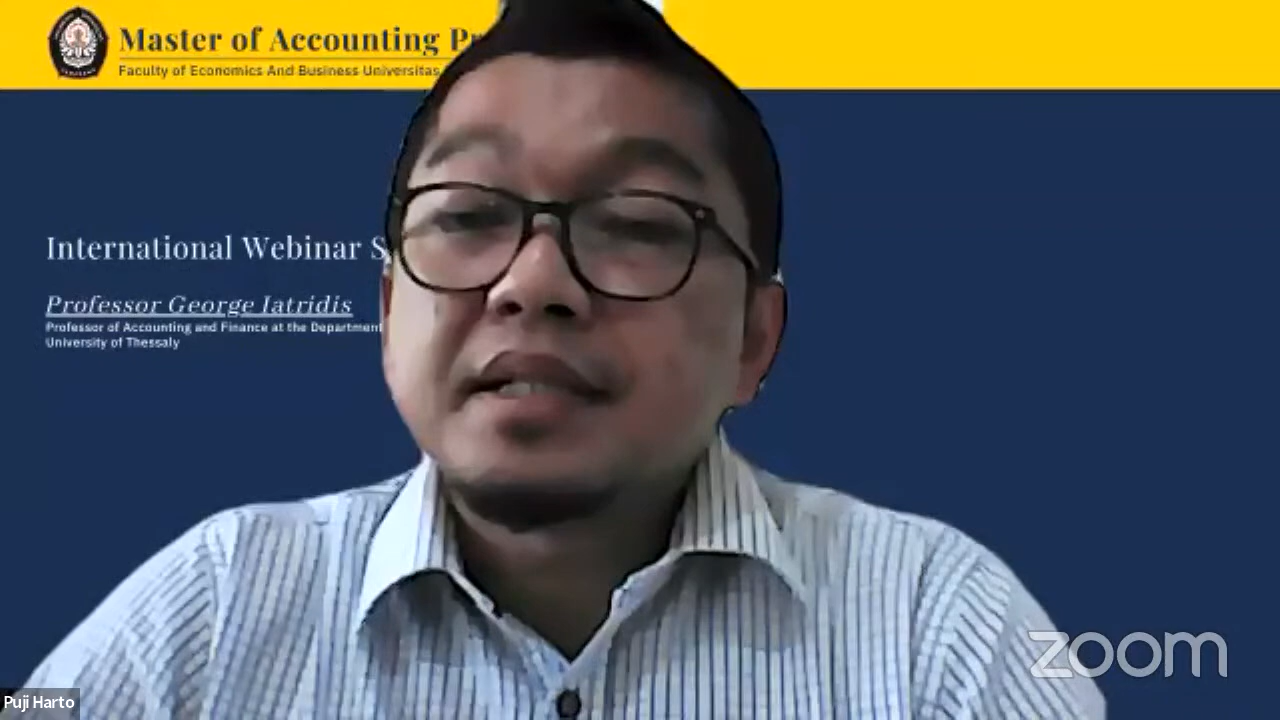 Master of Accounting
Faculty of Economics And Business Universitas
International Webinar
Professor George Iatridis
Professor of Accounting and Finance at the Department
University of Thessaly
zoom
Puji Harto